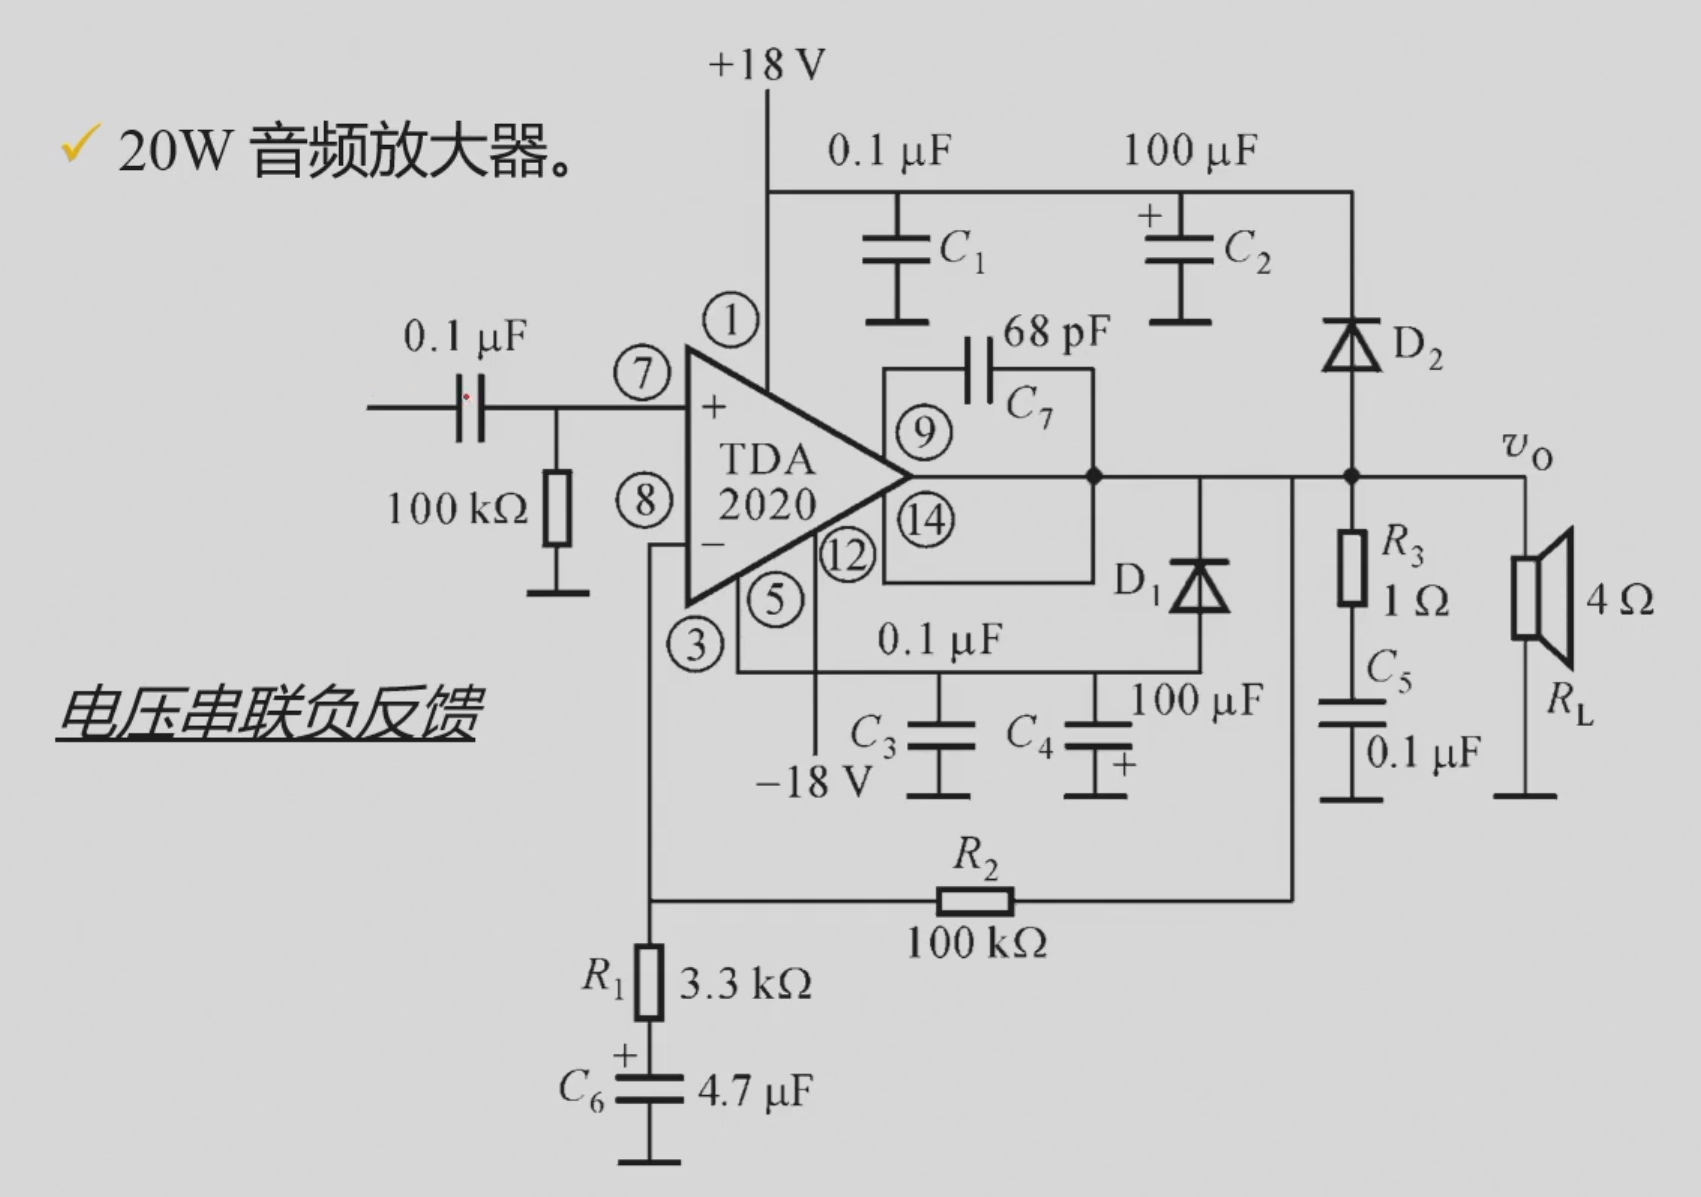 +18 V
✓ 20W 音频放大器。
0.1 μF
100 μF
+
C1
C2
0.1 μF
①
68 pF
D2
⑦
C7
+
⑨
TDA
2020
vO
100 kΩ
⑧
⑭
−
⑫
R3
1 Ω
D1
4 Ω
⑤
③
0.1 μF
C5
电压串联负反馈
100 μF
RL
C3
C4
+
0.1 μF
−18 V
R2
100 kΩ
R1
3.3 kΩ
+
C6
4.7 μF